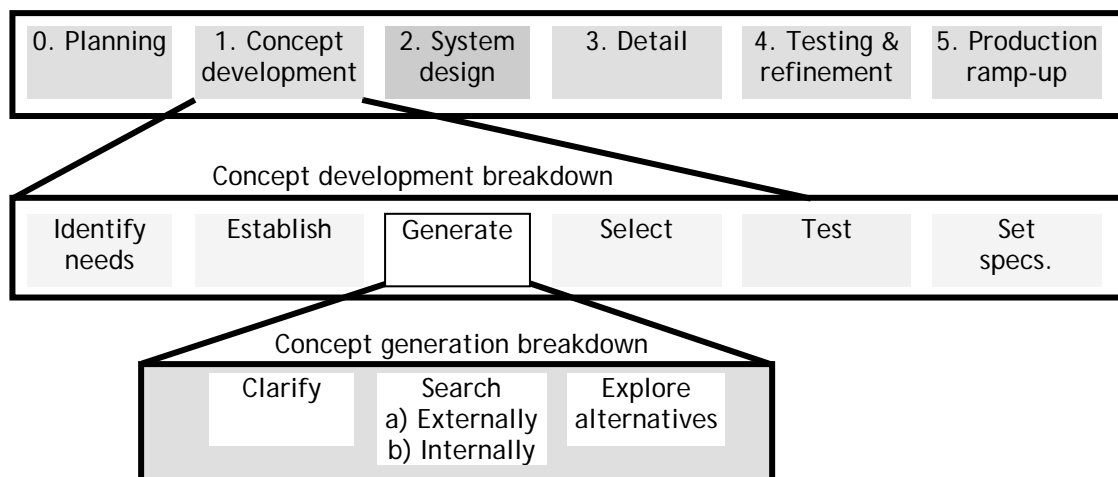 0. Planning
1. Concept
development
2. System
design
3. Detail
4. Testing &
refinement
5. Production
ramp-up
Concept development breakdown
Identify
needs
Establish
Generate
Select
Test
Set
specs.
Concept generation breakdown
Clarify
Search
a) Externally
b) Internally
Explore
alternatives